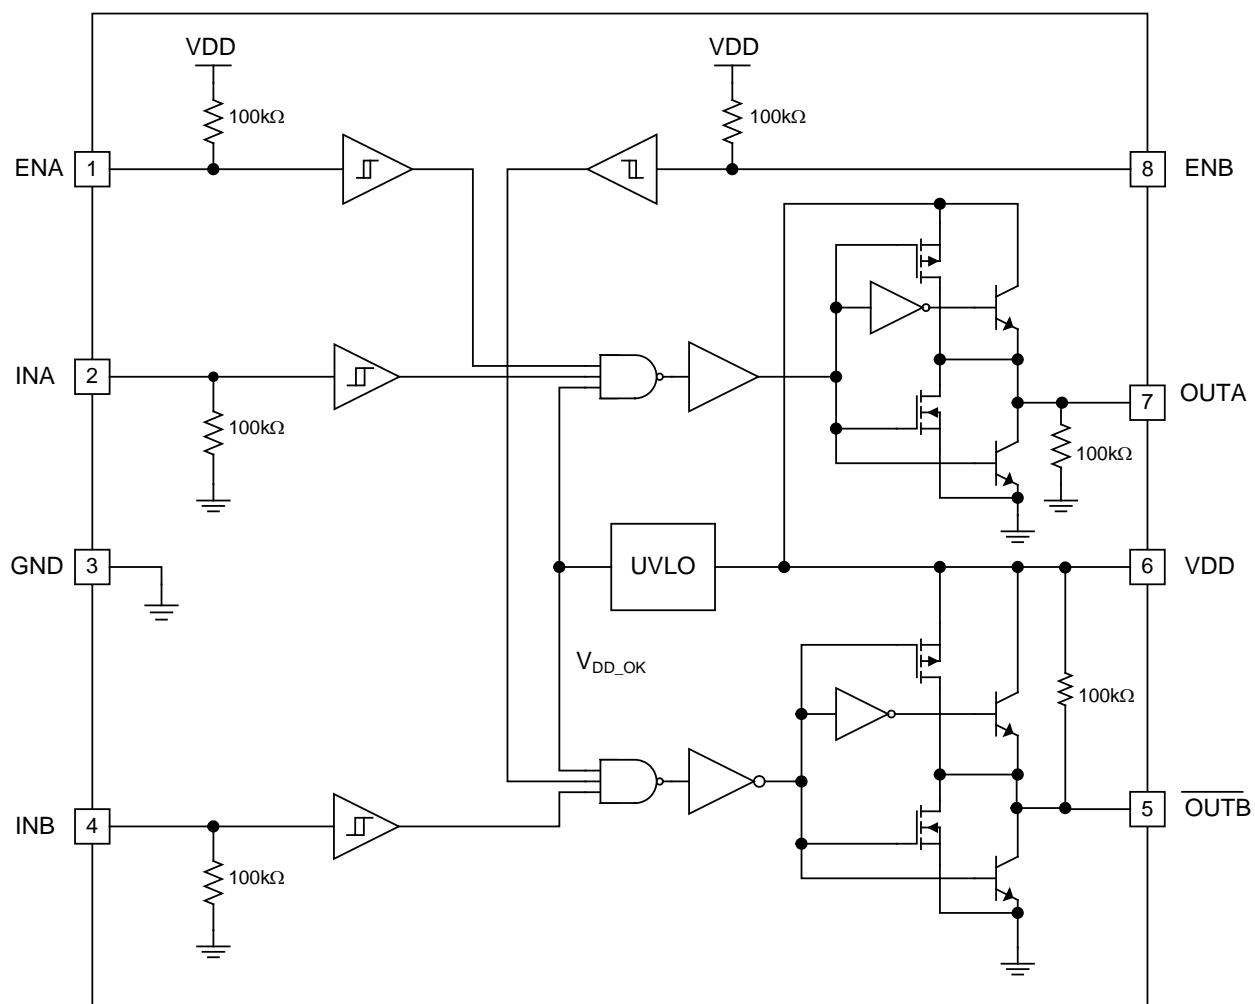 VDD
VDD
100kΩ
100kΩ
ENA
1
8
ENB
INA
2
7
OUTA
100kΩ
100kΩ
GND
3
UVLO
6
VDD
VDD_OK
100kΩ
INB
4
5
OUTB
100kΩ